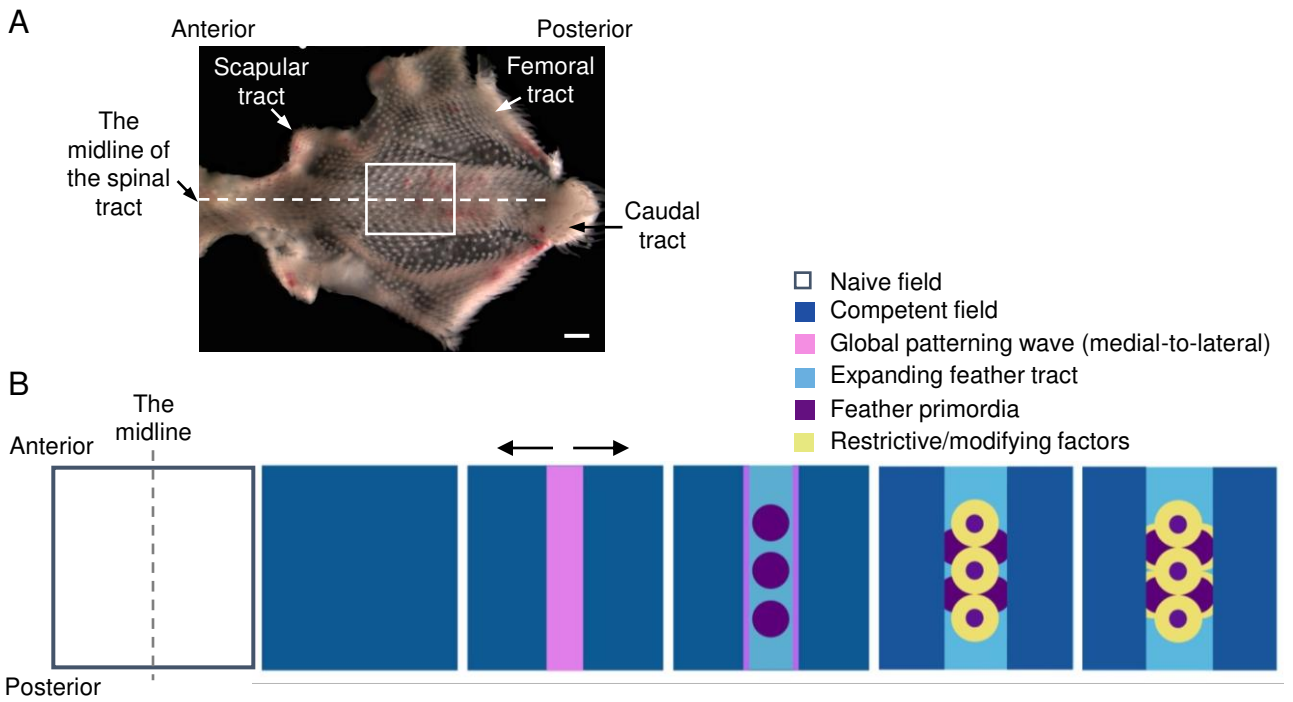 A
Anterior
Posterior
Scapular
tract
Femoral
tract
The
midline of
the spinal
tract
Caudal
tract
Naive field
Competent field
Global patterning wave (medial-to-lateral)
Expanding feather tract
Feather primordia
Restrictive/modifying factors
B
The
midline
Anterior
Posterior